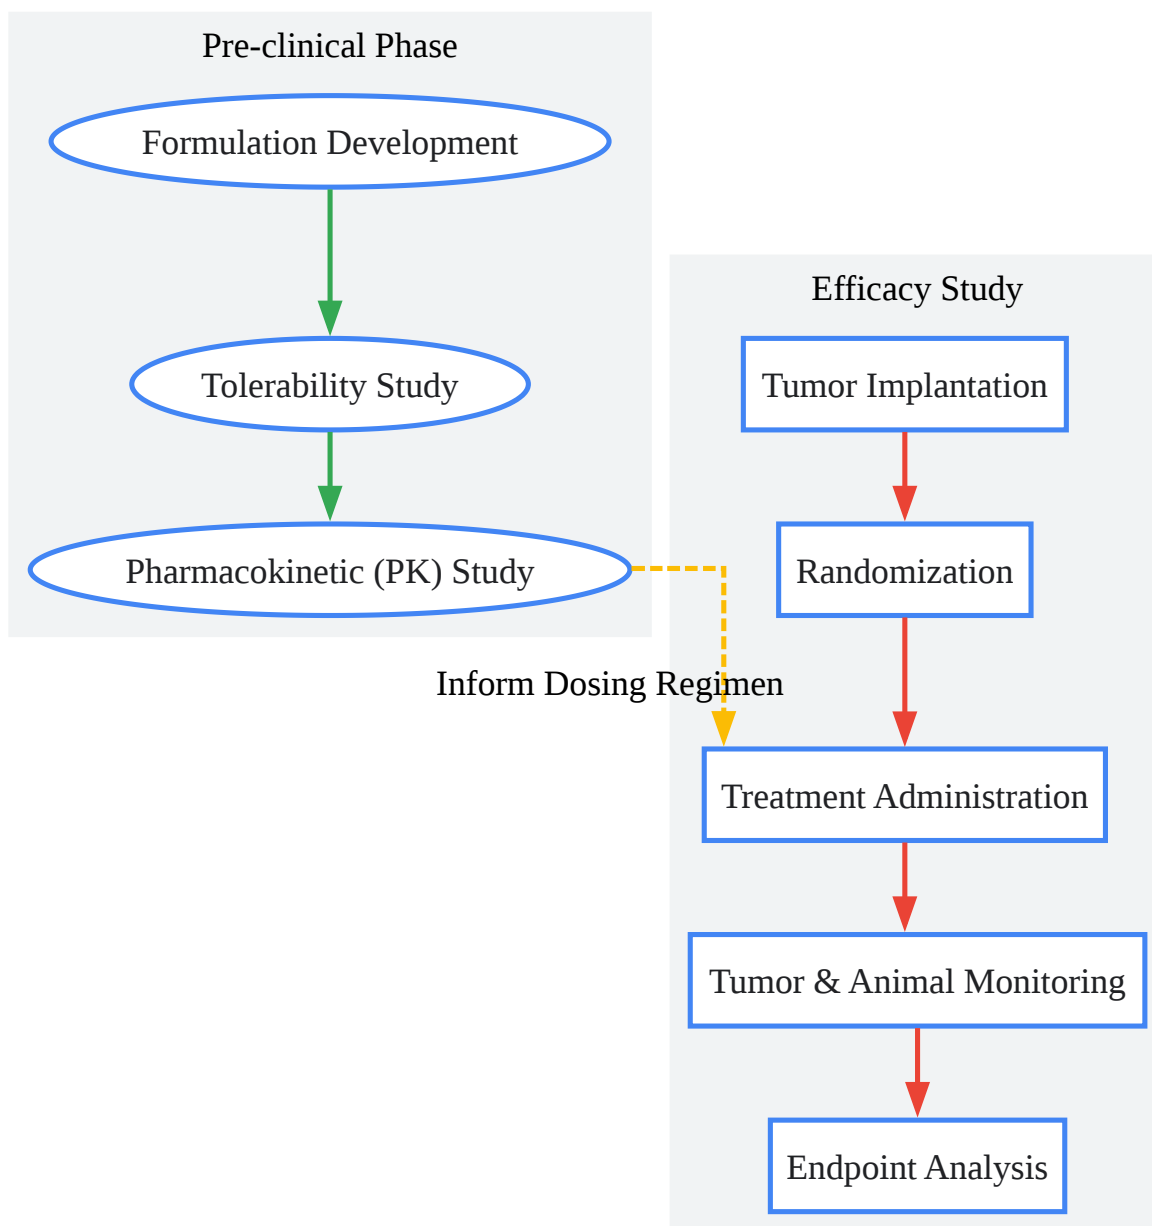 Pre-clinical Phase
Formulation Development
Tolerability Study
Pharmacokinetic (PK) Study
Inform Dosing Regimen
Efficacy Study
Tumor Implantation
Randomization
Treatment Administration
Tumor & Animal Monitoring
Endpoint Analysis